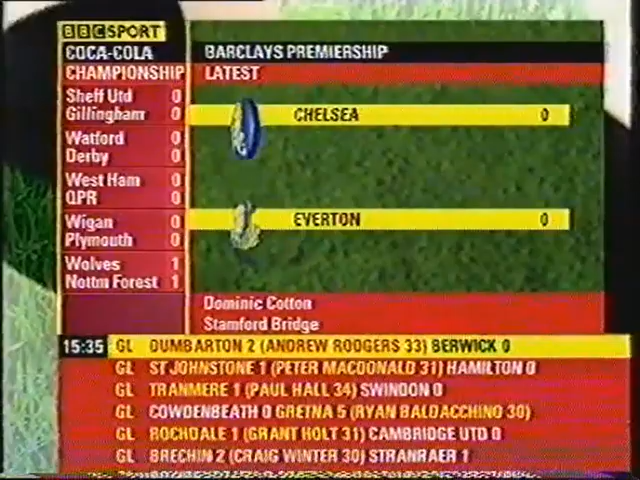 BBC SPORT
COCA-COLA
CHAMPIONSHIP
Sheff Utd 0
Gillingham 0
Watford 0
Derby 0
West Ham 0
QPR 0
Wigan 0
Plymouth 0
Wolves 1
Nottm Forest 1
BARCLAYS PREMIERSHIP
LATEST
CHELSEA 0
EVERTON 0
Dominic Cotton
Stamford Bridge
15:35 GL DUMBARTON 2 (ANDREW RODGERS 33) BERWICK 0
GL ST JOHNSTONE 1 (PETER MACDONALD 31) HAMILTON 0
GL TRANMERE 1 (PAUL HALL 34) SWINDON 0
GL COWDENBEATH 0 GRETNA 5 (RYAN BALDACCHINO 30)
GL ROCHDALE 1 (GRANT HOLT 31) CAMBRIDGE UTD 0
GL BRECHIN 2 (CRAIG WINTER 30) STRANRAER 1